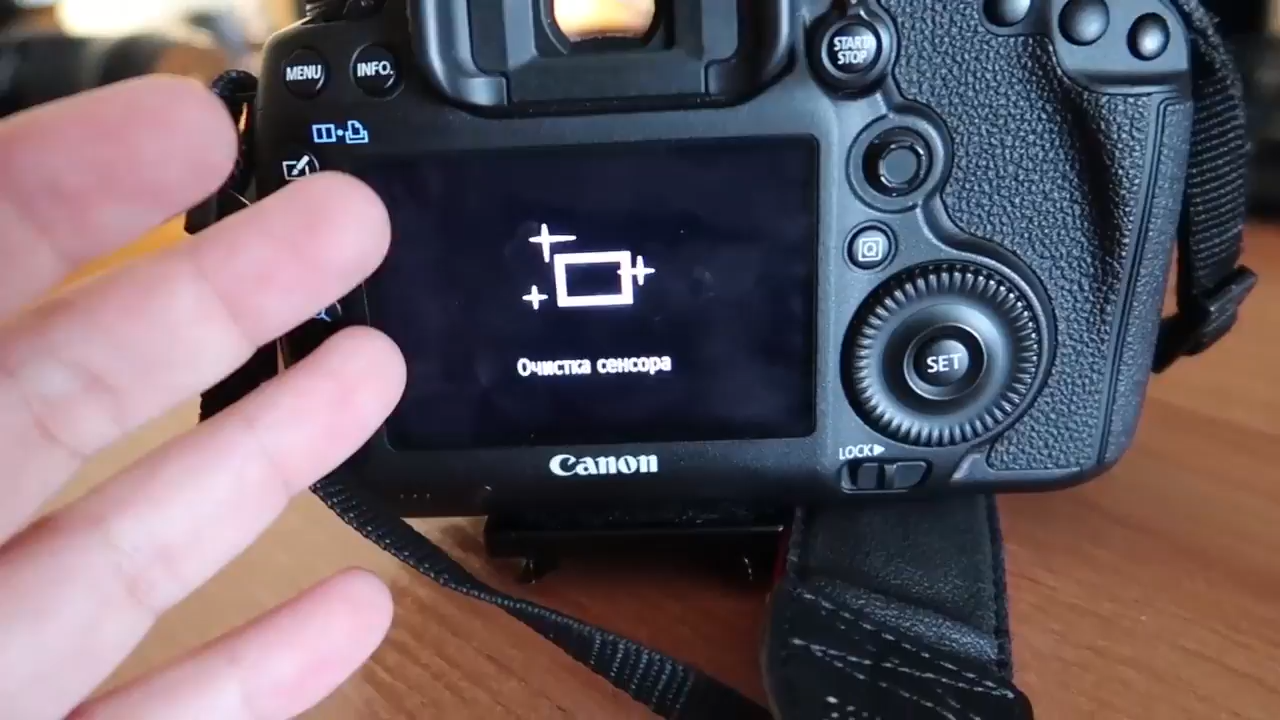 MENU
INFO.
START
STOP
Q
SET
Очистка сенсора
LOCK
Canon